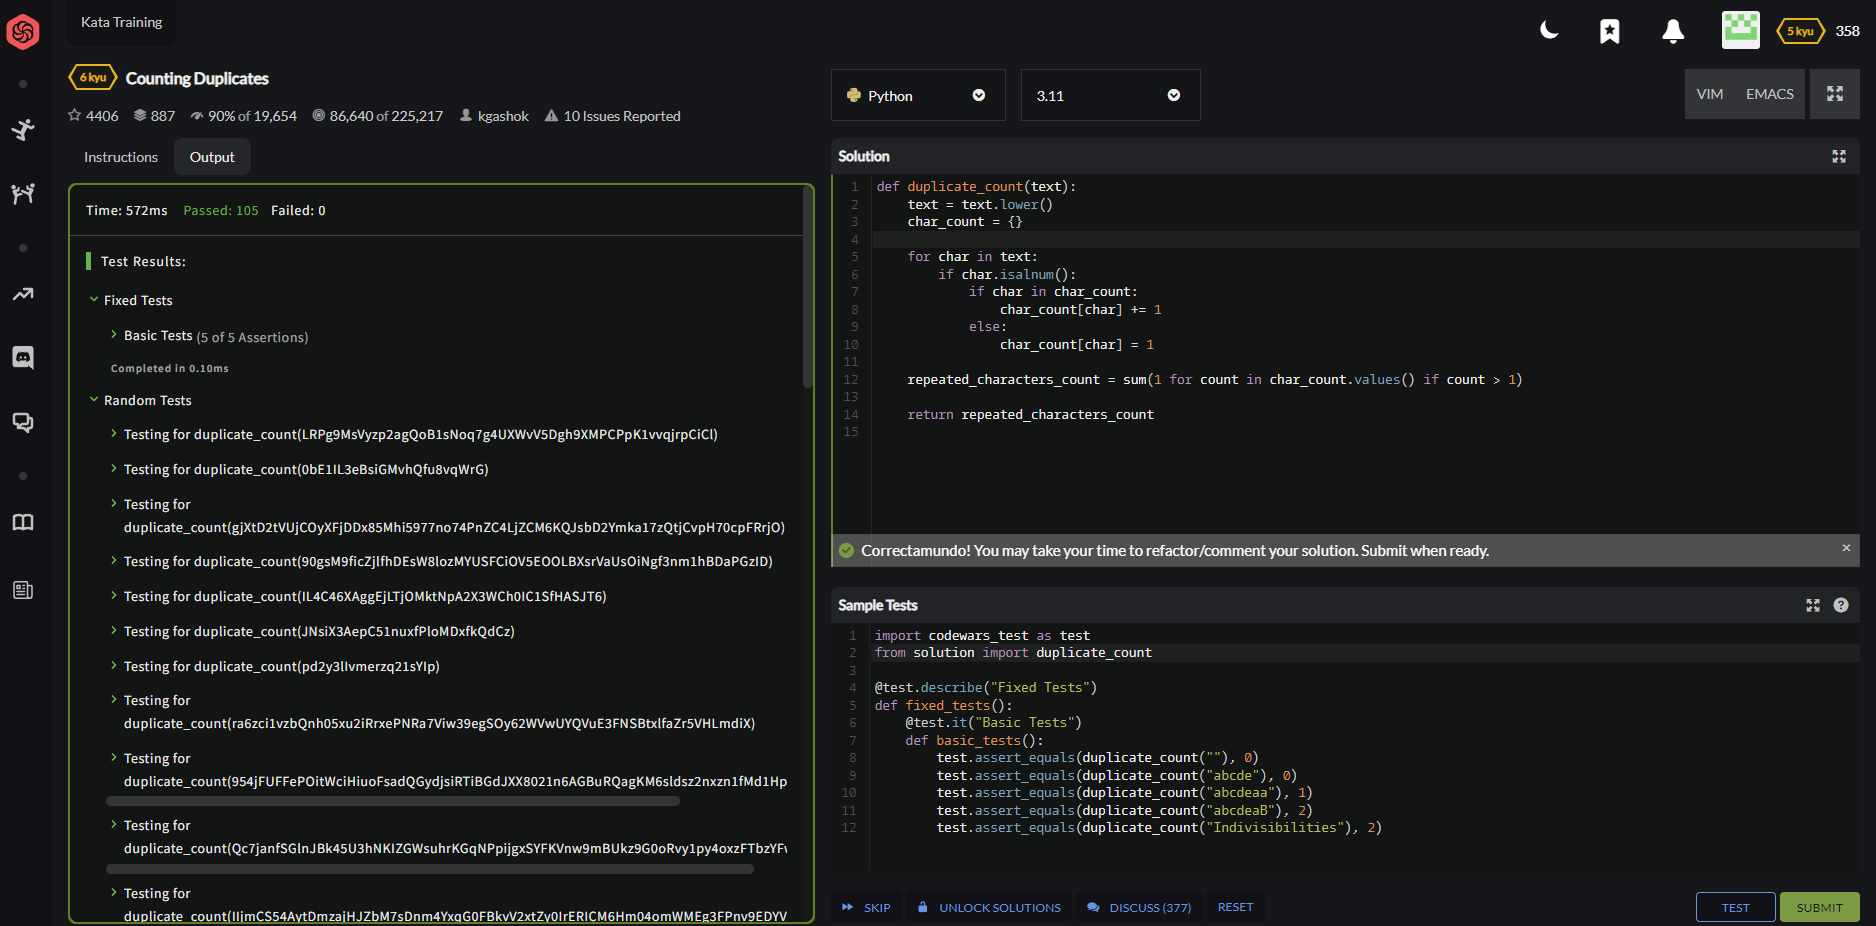 Kata Training
5 kyu 358
6 kyu Counting Duplicates
4406 887 90% of 19,654 86,640 of 225,217 kgashok 10 Issues Reported
Instructions Output
Time: 572ms Passed: 105 Failed: 0
Test Results:
Fixed Tests
Basic Tests (5 of 5 Assertions)
Completed in 0.10ms
Random Tests
Testing for duplicate_count(LRPg9MsVyzp2agQoB1sNoq7g4UXWvV5Dgh9XMPCPpK1vvqjrpCiCl)
Testing for duplicate_count(0bE1IL3eBsiGMvhQfu8vqWrG)
Testing for
duplicate_count(gjXtD2tVUjCOyXFjDDx85Mhi5977no74PnZC4LjZCM6KQJsbD2Ymka17zQtjCvpH70cpFRrjO)
Testing for duplicate_count(90gsM9ficZjlfhDEsW8lozMYUSFCiOV5EOOLBXsrVaUsOiNgf3nm1hBDaPGzID)
Testing for duplicate_count(IL4C46XAggEjLTjOMktNpA2X3WCh0IC1SfHASJT6)
Testing for duplicate_count(JNsiX3AepC51nuxfPloMDxfkQdCz)
Testing for duplicate_count(pd2y3lIvmerzq21sYIp)
Testing for
duplicate_count(ra6zci1vzbQnh05xu2iRrxePNRa7Viw39egSOy62WVwUYQVuE3FNSBtxlfaZr5VHLmdiX)
Testing for
duplicate_count(954jFUFFePOitWciHiuoFsadQGydjsiRTiBGdJXX8021n6AGBuRQagKM6sldsz2nxzn1fMd1Hp
Testing for
duplicate_count(Qc7janfSGlnJBk45U3hNKIZGWsuhrKGqNPpijgxSYFKVnw9mBUkz9G0oRvy1py4oxzFTbzYF
Testing for
duplicate_count(IIjmCS54AytDmzajHJZbM7sDnm4YxqG0FBkvV2xtZy0IrERICM6Hm04omWMEg3FPnv9EDYV
Python 3.11 VIM EMACS
Solution
1 def duplicate_count(text):
2 text = text.lower()
3 char_count = {}
4
5 for char in text:
6 if char.isalnum():
7 if char in char_count:
8 char_count[char] += 1
9 else:
10 char_count[char] = 1
11
12 repeated_characters_count = sum(1 for count in char_count.values() if count > 1)
13
14 return repeated_characters_count
15
Correctamundo! You may take your time to refactor/comment your solution. Submit when ready. ×
Sample Tests ?
1 import codewars_test as test
2 from solution import duplicate_count
3
4 @test.describe("Fixed Tests")
5 def fixed_tests():
6 @test.it("Basic Tests")
7 def basic_tests():
8 test.assert_equals(duplicate_count(""), 0)
9 test.assert_equals(duplicate_count("abcde"), 0)
10 test.assert_equals(duplicate_count("abcdeaa"), 1)
11 test.assert_equals(duplicate_count("abcdeaB"), 2)
12 test.assert_equals(duplicate_count("Indivisibilities"), 2)
SKIP UNLOCK SOLUTIONS DISCUSS (377) RESET TEST SUBMIT